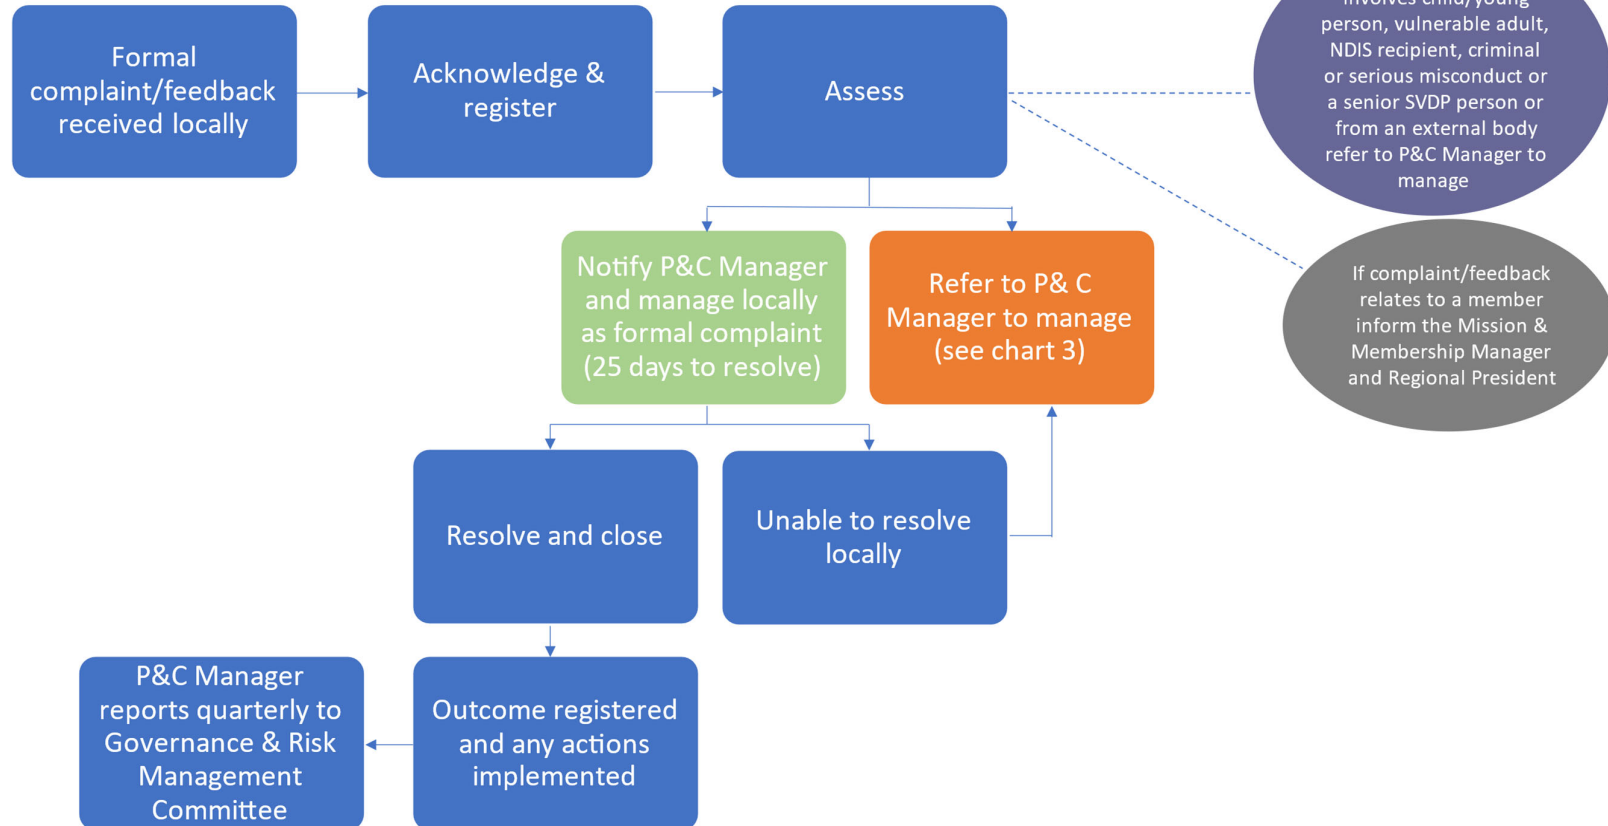 Formal
complaint/feedback
received locally
Acknowledge &
register
Assess
involves child/young
person, vulnerable adult,
NDIS recipient, criminal
or serious misconduct or
a senior SVDP person or
from an external body
refer to P&C Manager to
manage
Notify P&C Manager
and manage locally
as formal complaint
(25 days to resolve)
Refer to P& C
Manager to manage
(see chart 3)
If complaint/feedback
relates to a member
inform the Mission &
Membership Manager
and Regional President
Resolve and close
Unable to resolve
locally
P&C Manager
reports quarterly to
Governance & Risk
Management
Committee
Outcome registered
and any actions
implemented